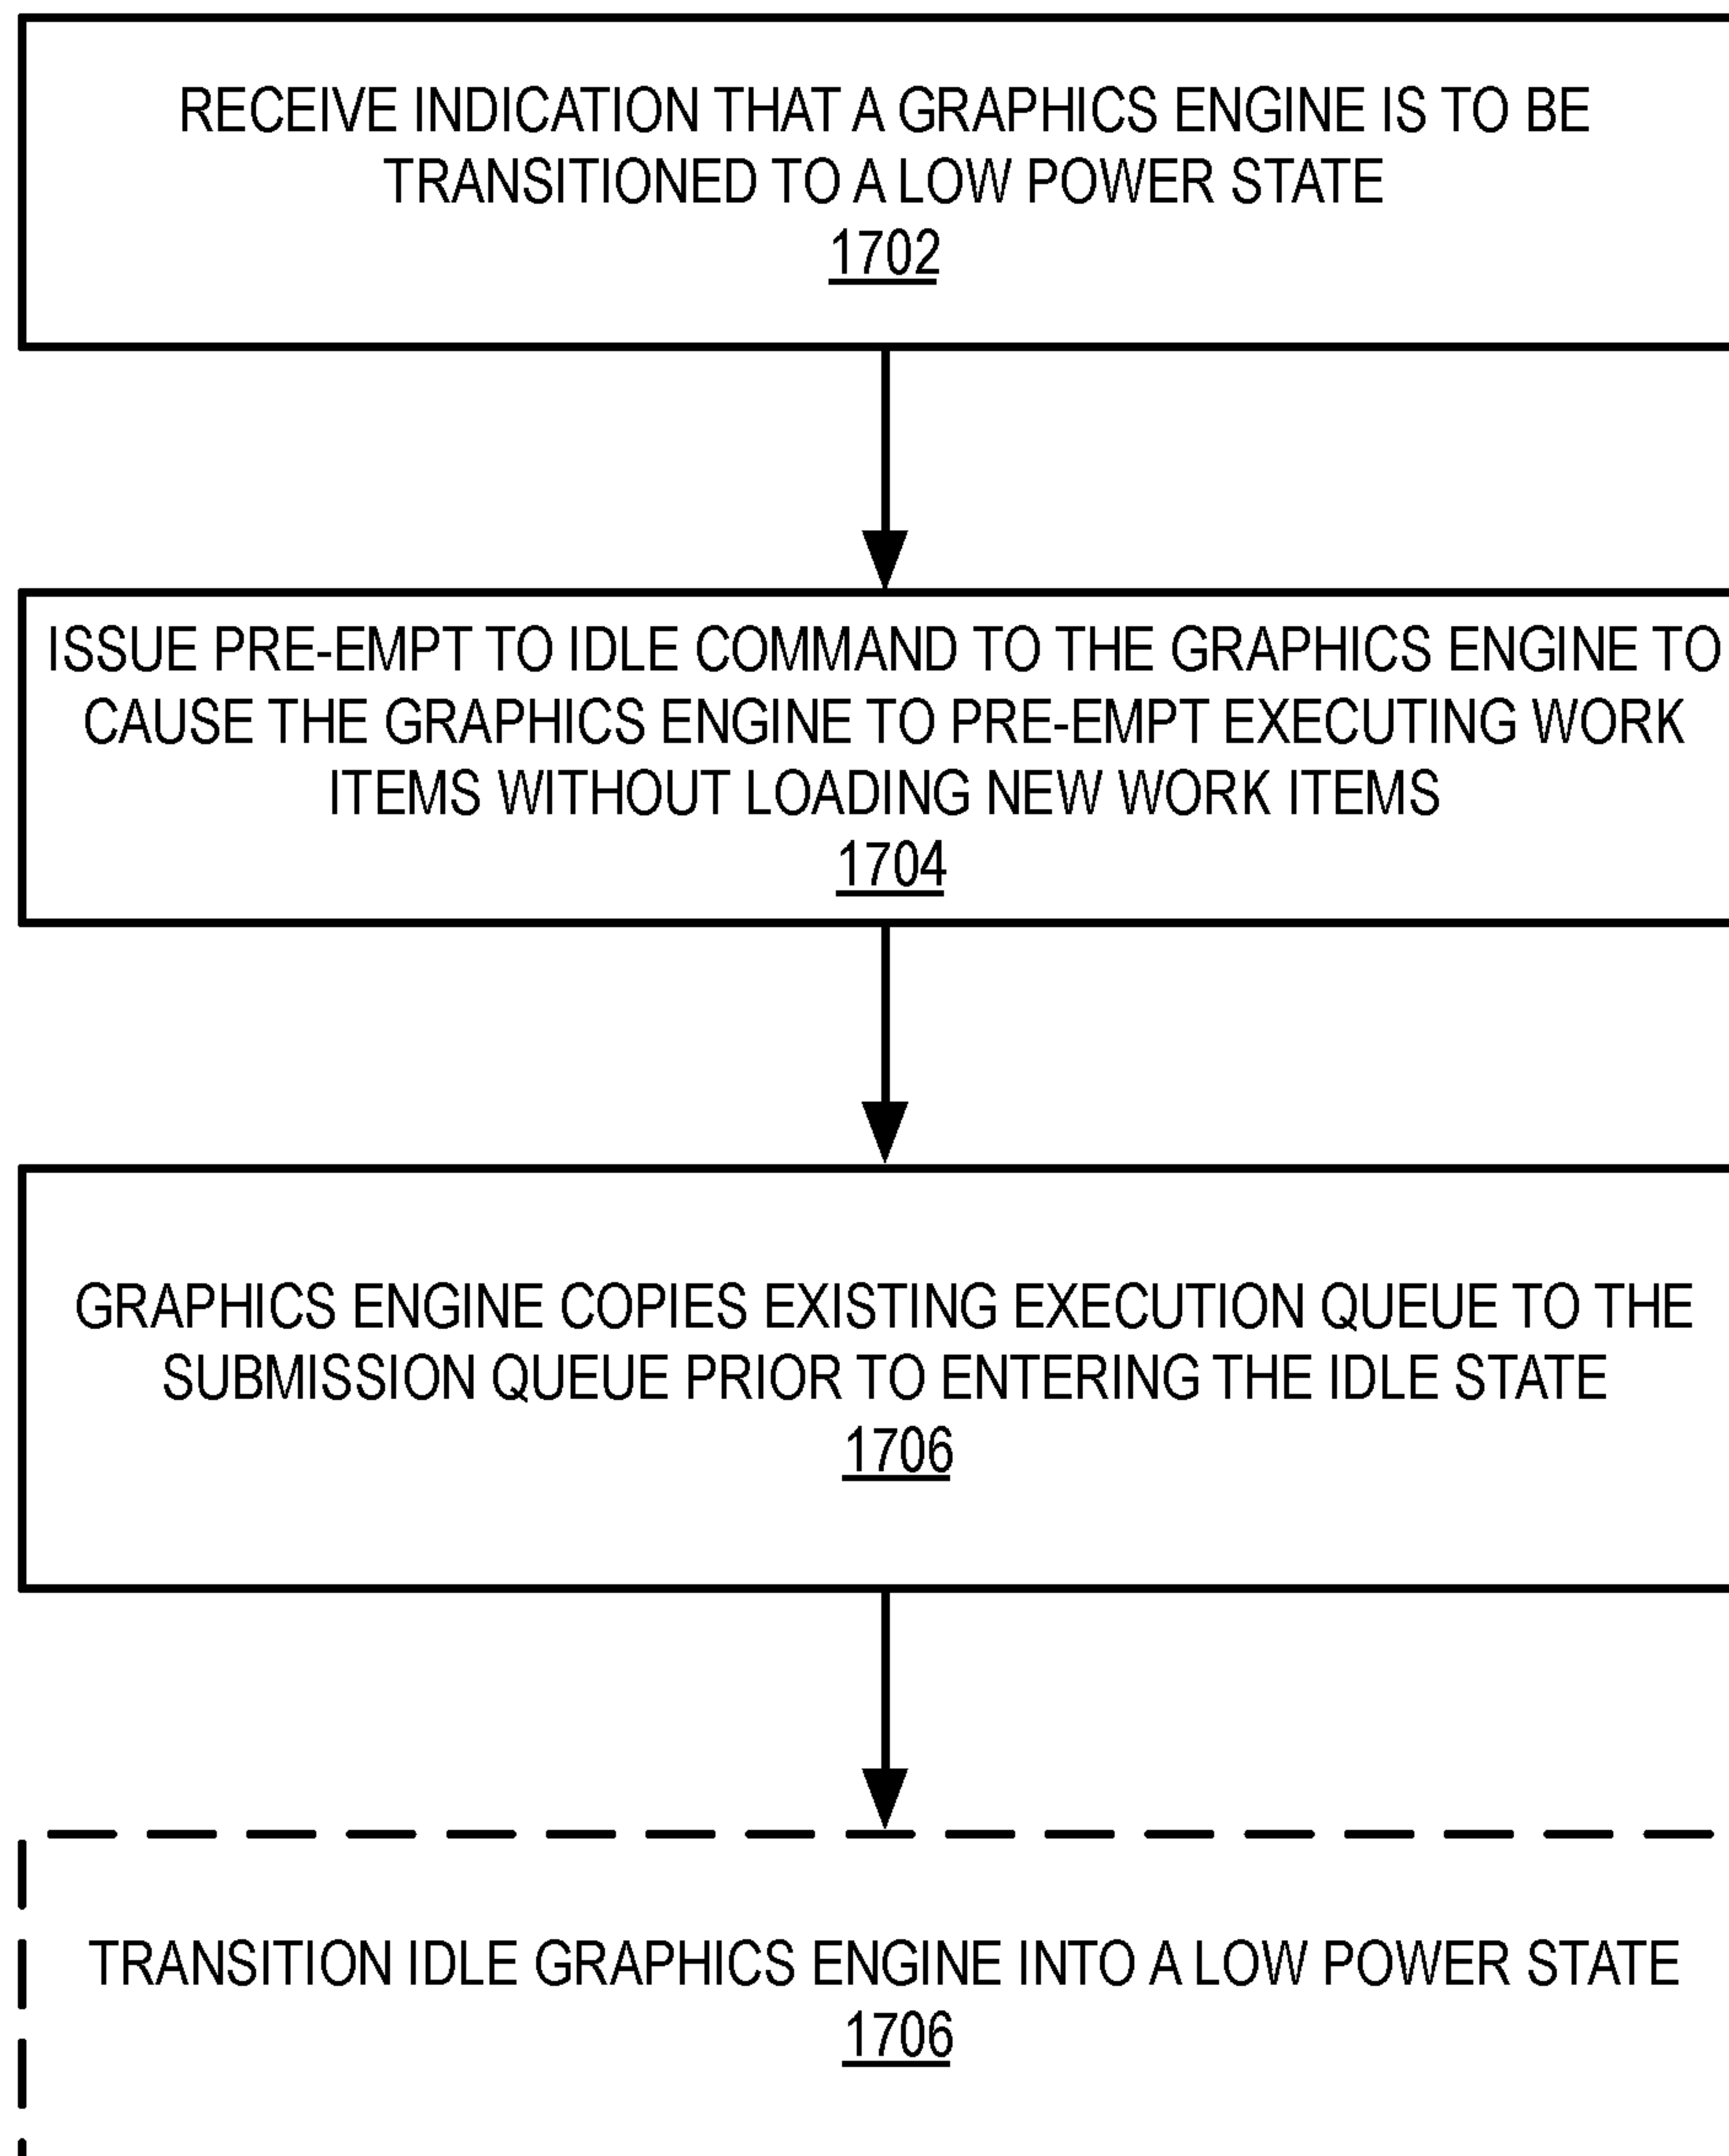 RECEIVE INDICATION THAT A GRAPHICS ENGINE IS TO BE
TRANSITIONED TO A LOW POWER STATE
1702
ISSUE PRE-EMPT TO IDLE COMMAND TO THE GRAPHICS ENGINE TO
CAUSE THE GRAPHICS ENGINE TO PRE-EMPT EXECUTING WORK
ITEMS WITHOUT LOADING NEW WORK ITEMS
1704
GRAPHICS ENGINE COPIES EXISTING EXECUTION QUEUE TO THE
SUBMISSION QUEUE PRIOR TO ENTERING THE IDLE STATE
1706
TRANSITION IDLE GRAPHICS ENGINE INTO A LOW POWER STATE
1706